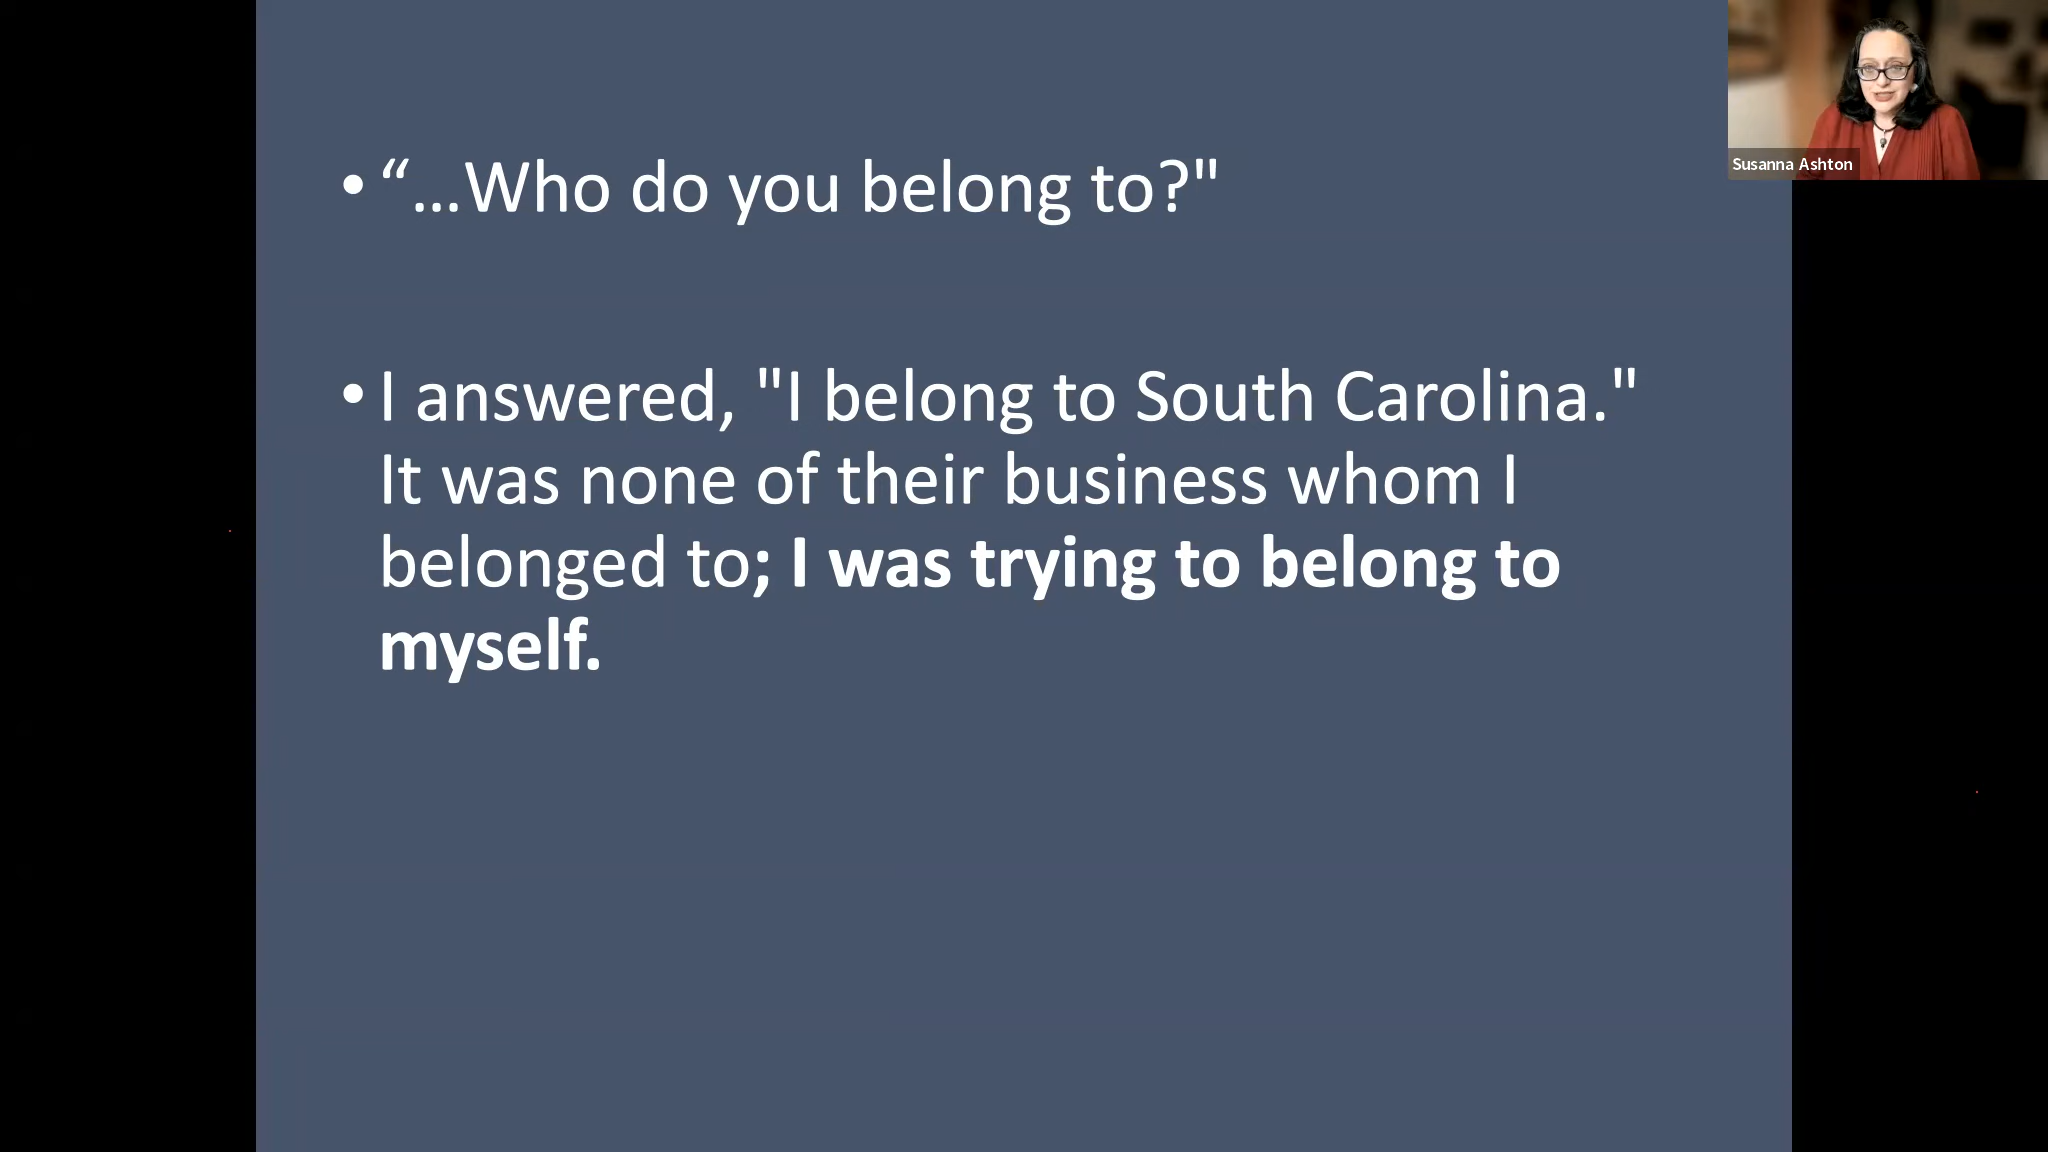 • “...Who do you belong to?"
• I answered, "I belong to South Carolina."
It was none of their business whom I
belonged to; I was trying to belong to
myself.
Susanna Ashton